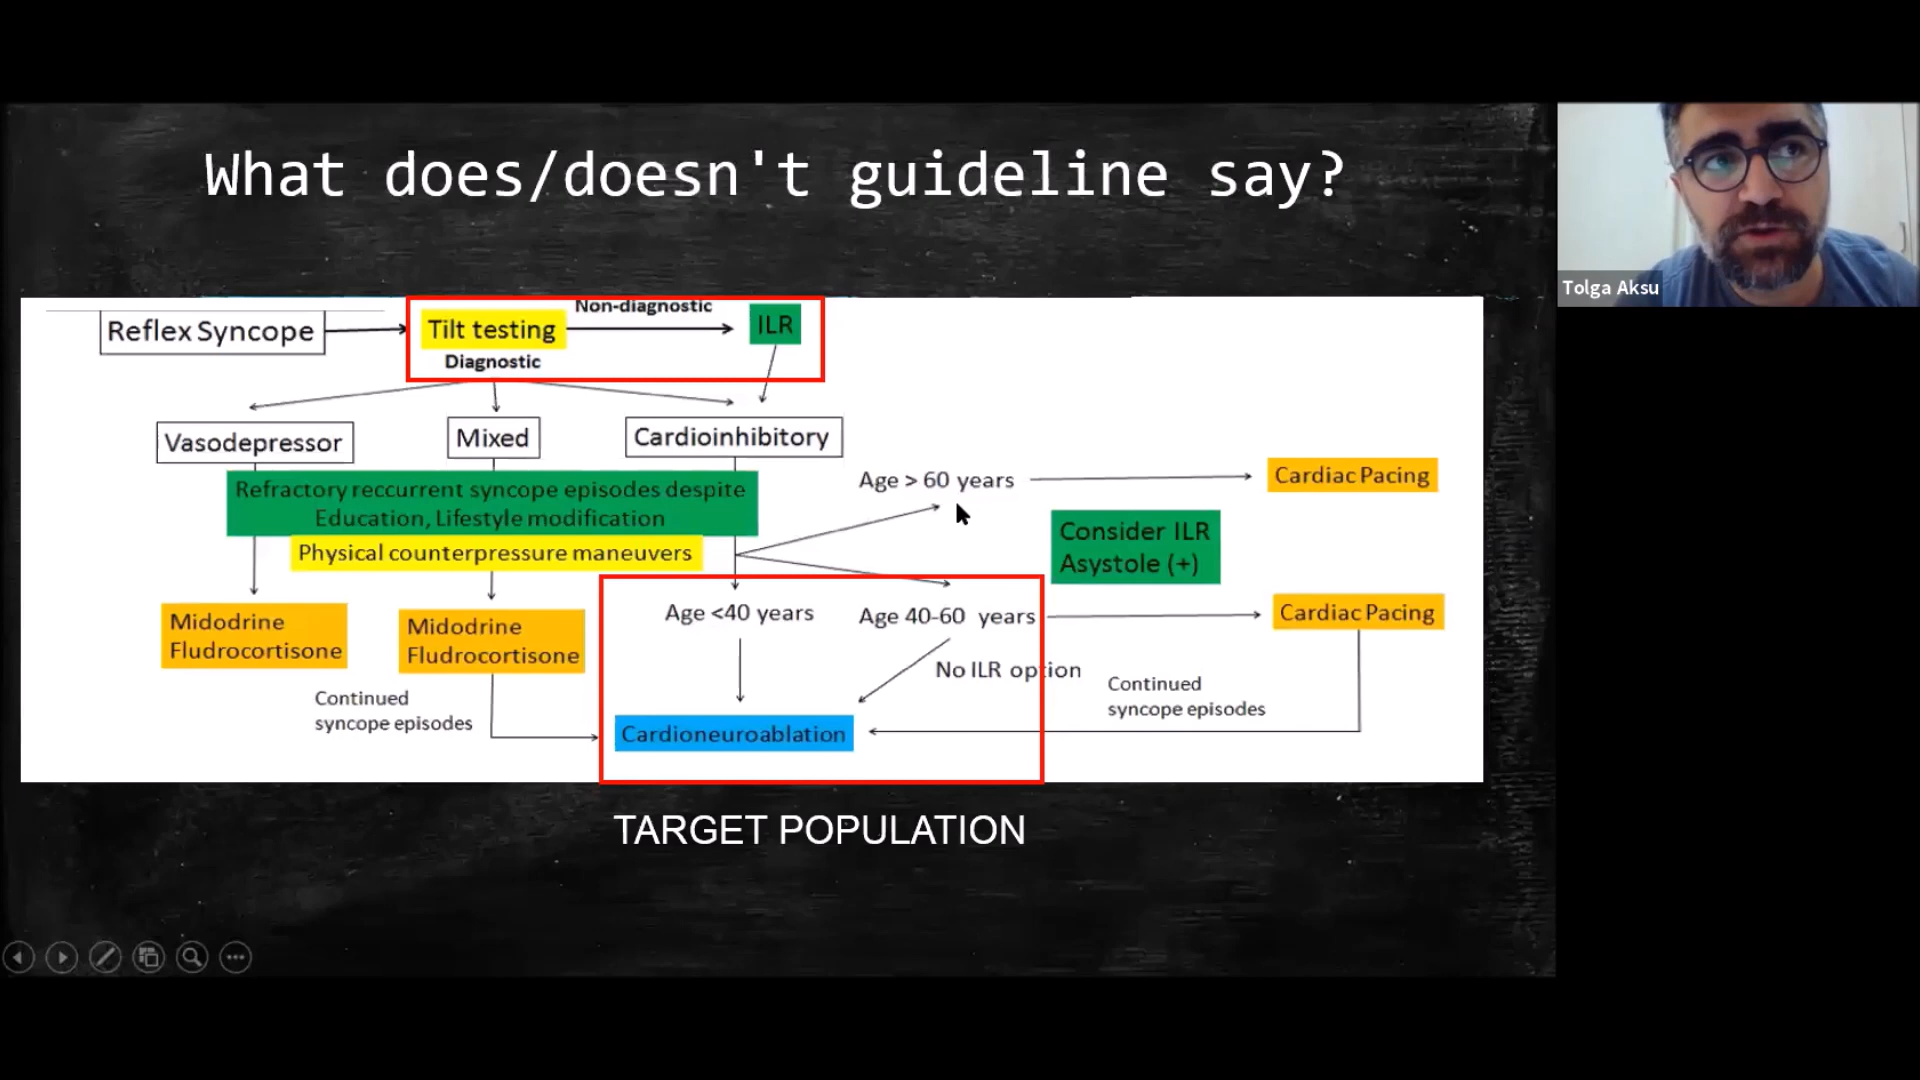 What does/doesn't guideline say?
Tolga Aksu
Non-diagnostic
Reflex Syncope
Tilt testing
ILR
Diagnostic
Vasodepressor
Mixed
Cardioinhibitory
Refractory reccurrent syncope episodes despite
Education, Lifestyle modification
Physical counterpressure maneuvers
Age > 60 years
Cardiac Pacing
Consider ILR
Asystole (+)
Midodrine
Fludrocortisone
Midodrine
Fludrocortisone
Age <40 years
Age 40-60 years
Cardiac Pacing
No ILR option
Continued
syncope episodes
Continued
syncope episodes
Cardioneuroablation
TARGET POPULATION